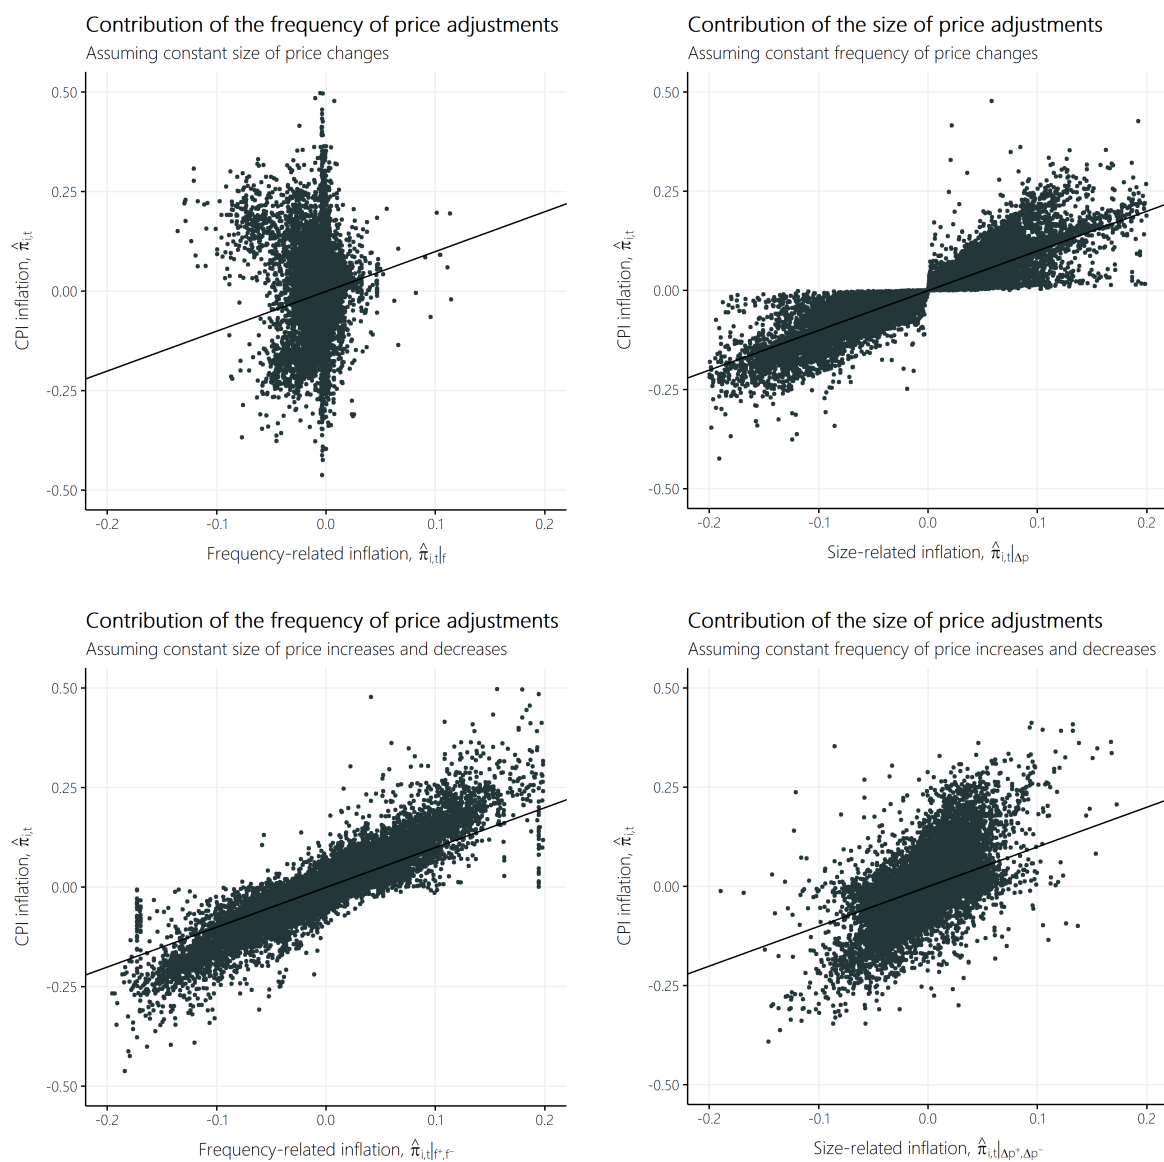 Contribution of the frequency of price adjustments
Assuming constant size of price changes
0.50
0.25
0.00
-0.25
-0.50
CPI inflation, π̂i,t
-0.2 -0.1 0.0 0.1 0.2
Frequency-related inflation, π̂i,t|f
Contribution of the size of price adjustments
Assuming constant frequency of price changes
0.50
0.25
0.00
-0.25
-0.50
CPI inflation, π̂i,t
-0.2 -0.1 0.0 0.1 0.2
Size-related inflation, π̂i,t|Δp
Contribution of the frequency of price adjustments
Assuming constant size of price increases and decreases
0.50
0.25
0.00
-0.25
-0.50
CPI inflation, π̂i,t
-0.2 -0.1 0.0 0.1 0.2
Frequency-related inflation, π̂i,t|f⁺,f⁻
Contribution of the size of price adjustments
Assuming constant frequency of price increases and decreases
0.50
0.25
0.00
-0.25
-0.50
CPI inflation, π̂i,t
-0.2 -0.1 0.0 0.1 0.2
Size-related inflation, π̂i,t|Δp⁺,Δp⁻